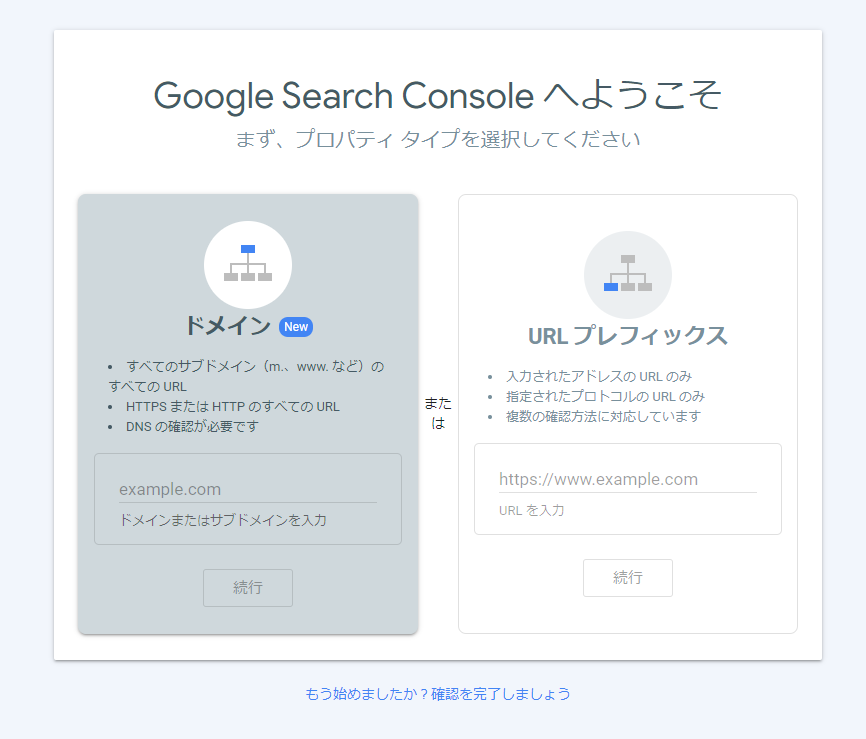 Google Search Console へようこそ
まず、プロパティ タイプを選択してください
ドメイン New
• すべてのサブドメイン（m.、www. など）の
すべての URL
• HTTPS または HTTP のすべての URL
• DNS の確認が必要です
example.com
ドメインまたはサブドメインを入力
続行
また
は
URL プレフィックス
• 入力されたアドレスの URL のみ
• 指定されたプロトコルの URL のみ
• 複数の確認方法に対応しています
https://www.example.com
URL を入力
続行
もう始めましたか？確認を完了しましょう